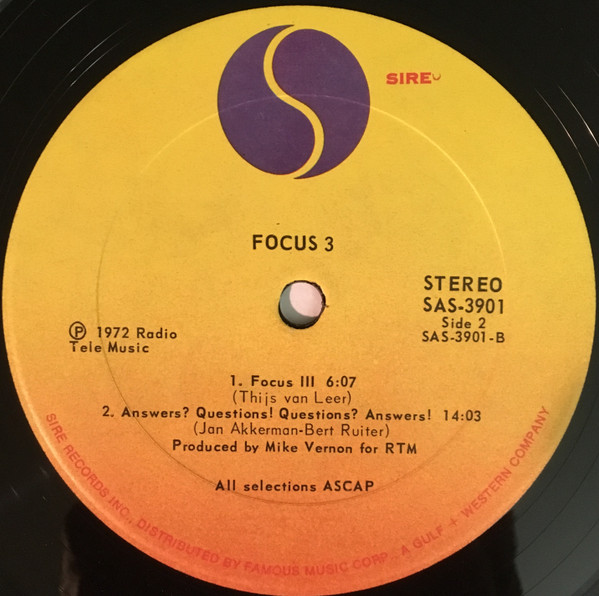 SIRE
FOCUS 3
STEREO
SAS-3901
Side 2
SAS-3901-B
Ⓟ 1972 Radio
Tele Music
1. Focus III 6:07
(Thijs van Leer)
2. Answers? Questions! Questions? Answers! 14:03
(Jan Akkerman-Bert Ruiter)
Produced by Mike Vernon for RTM
All selections ASCAP
SIRE RECORDS INC., DISTRIBUTED BY FAMOUS MUSIC CORP., A GULF + WESTERN COMPANY